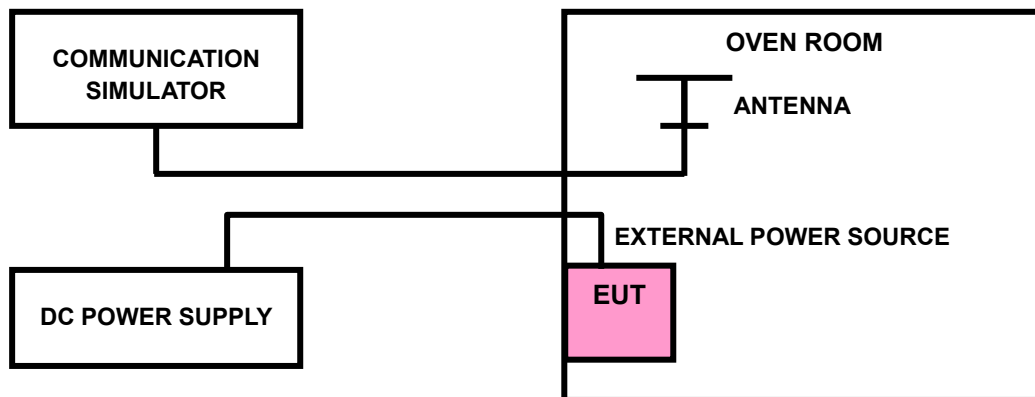 COMMUNICATION
SIMULATOR
OVEN ROOM
ANTENNA
EXTERNAL POWER SOURCE
EUT
DC POWER SUPPLY